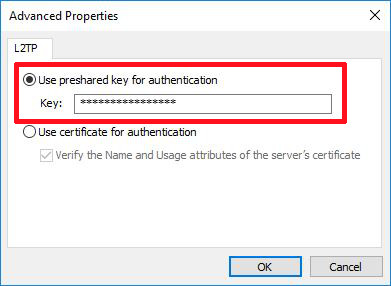 Advanced Properties
L2TP
Use preshared key for authentication
Key: ****************
Use certificate for authentication
Verify the Name and Usage attributes of the server's certificate
OK Cancel